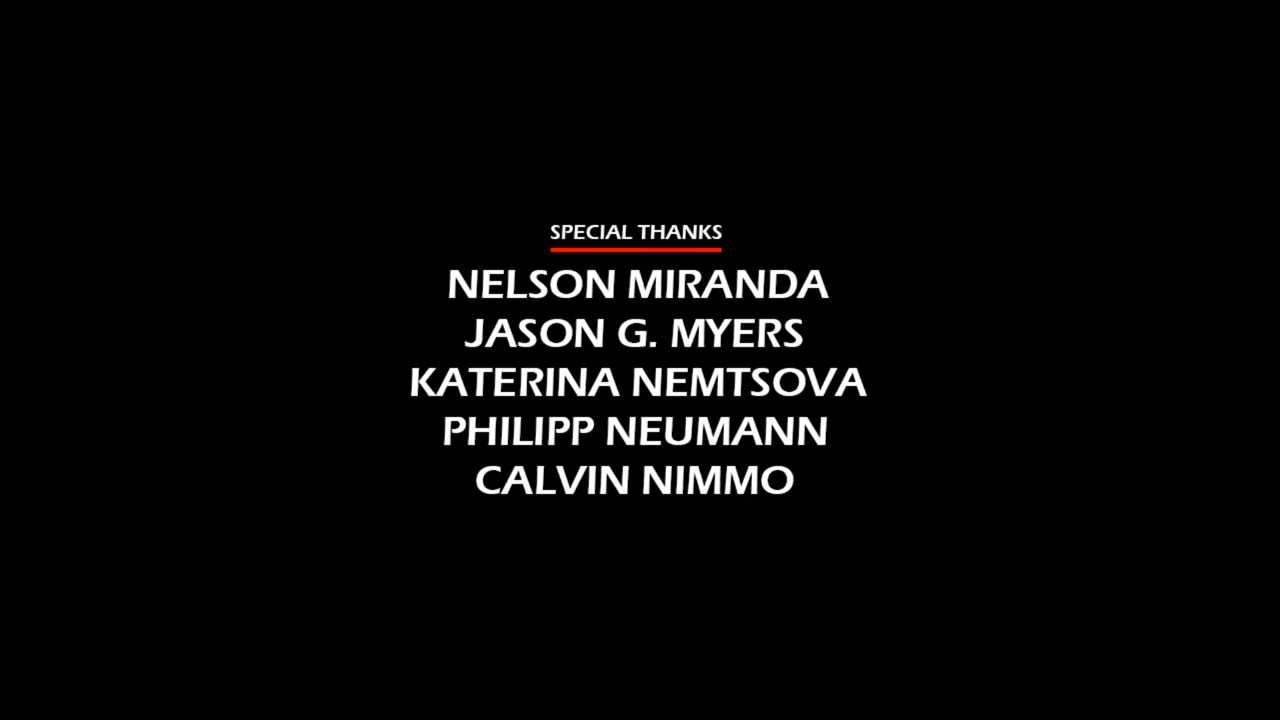 SPECIAL THANKS
NELSON MIRANDA
JASON G. MYERS
KATERINA NEMTSOVA
PHILIPP NEUMANN
CALVIN NIMMO